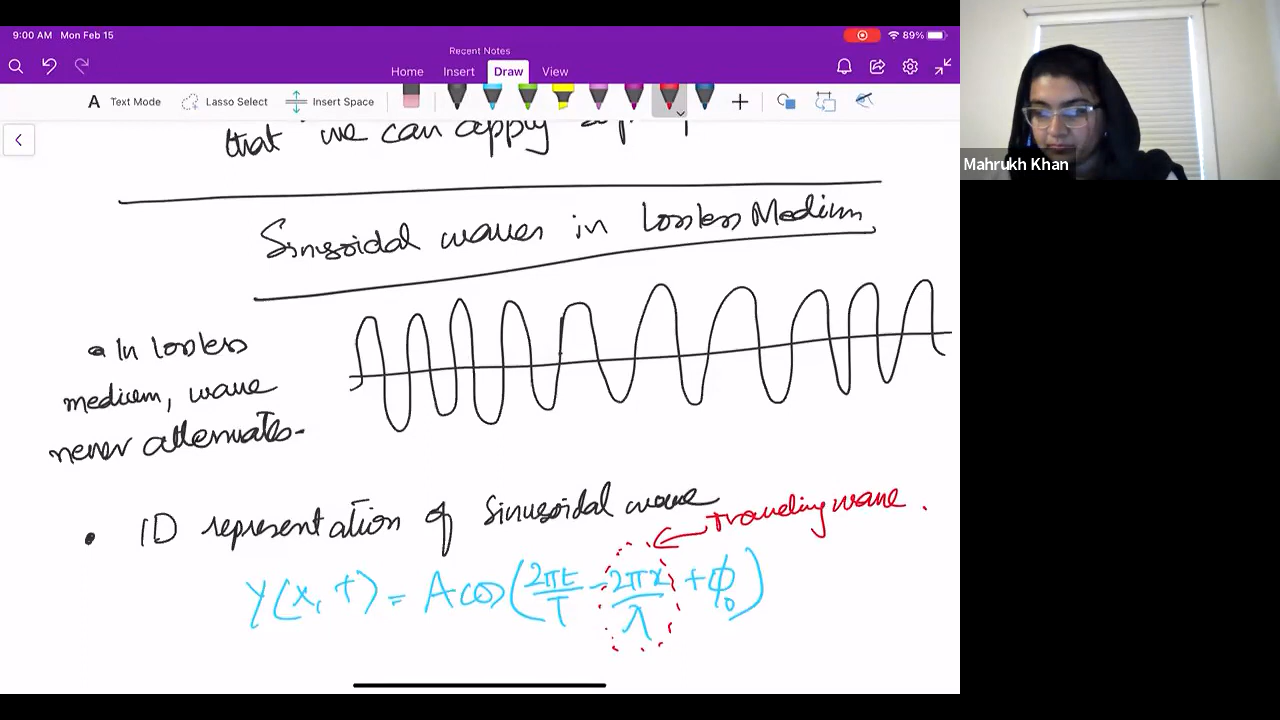 9:00 AM Mon Feb 15
89%
Recent Notes
Home Insert Draw View
Text Mode Lasso Select Insert Space
that we can apply
Mahrukh Khan
Sinusoidal waves in lossless Medium
In lossless
medium, wave
never attenuates
1D representation of Sinusoidal wave
Traveling wave.
y(x, t) = A cos(2πt/T - 2πx/λ + ϕ₀)